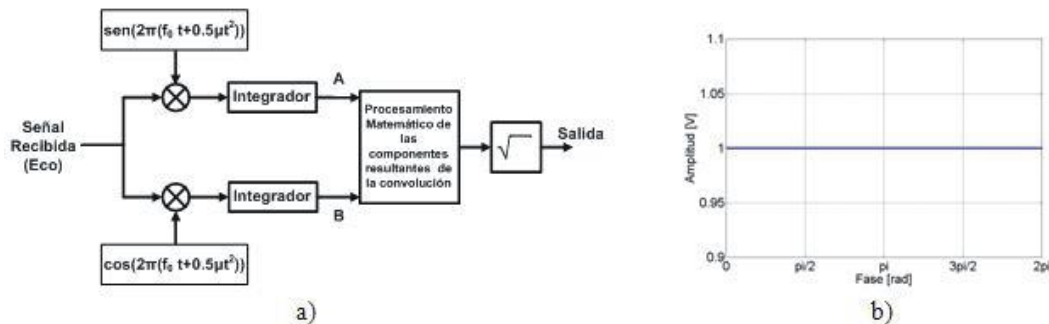 sen(2π(f₀ t+0.5µt²))
A
Integrador
Señal
Recibida
(Eco)
Procesamiento
Matemático de
las
componentes
resultantes de
la convolución
√
Salida
Integrador
B
cos(2π(f₀ t+0.5µt²))
a)
1.1
1.05
1
0.95
0.9
Amplitud [V]
0
pi/2
pi
3pi/2
2pi
Fase [rad]
b)